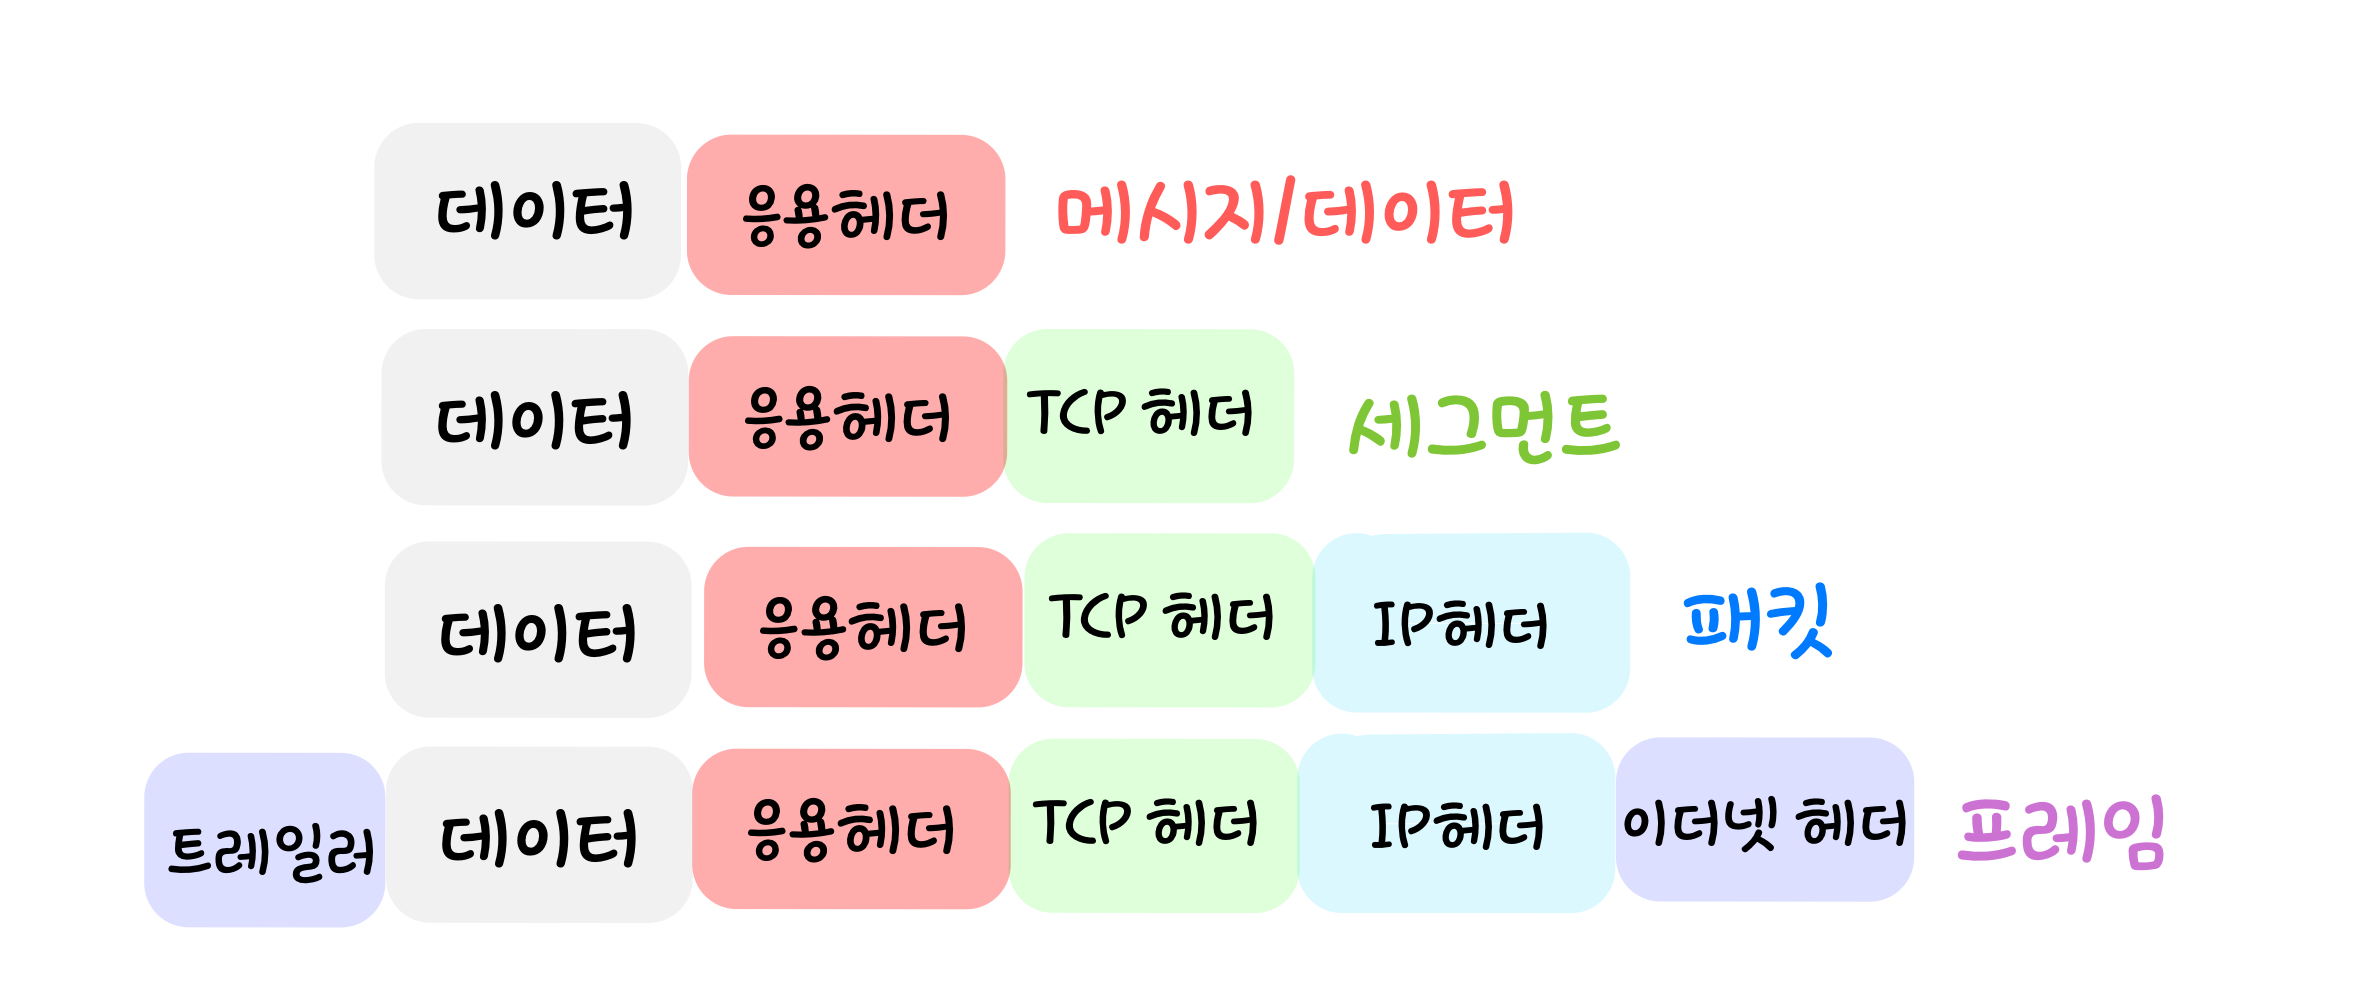 데이터 응용헤더 메시지/데이터
데이터 응용헤더 TCP 헤더 세그먼트
데이터 응용헤더 TCP 헤더 IP헤더 패킷
트레일러 데이터 응용헤더 TCP 헤더 IP헤더 이더넷 헤더 프레임